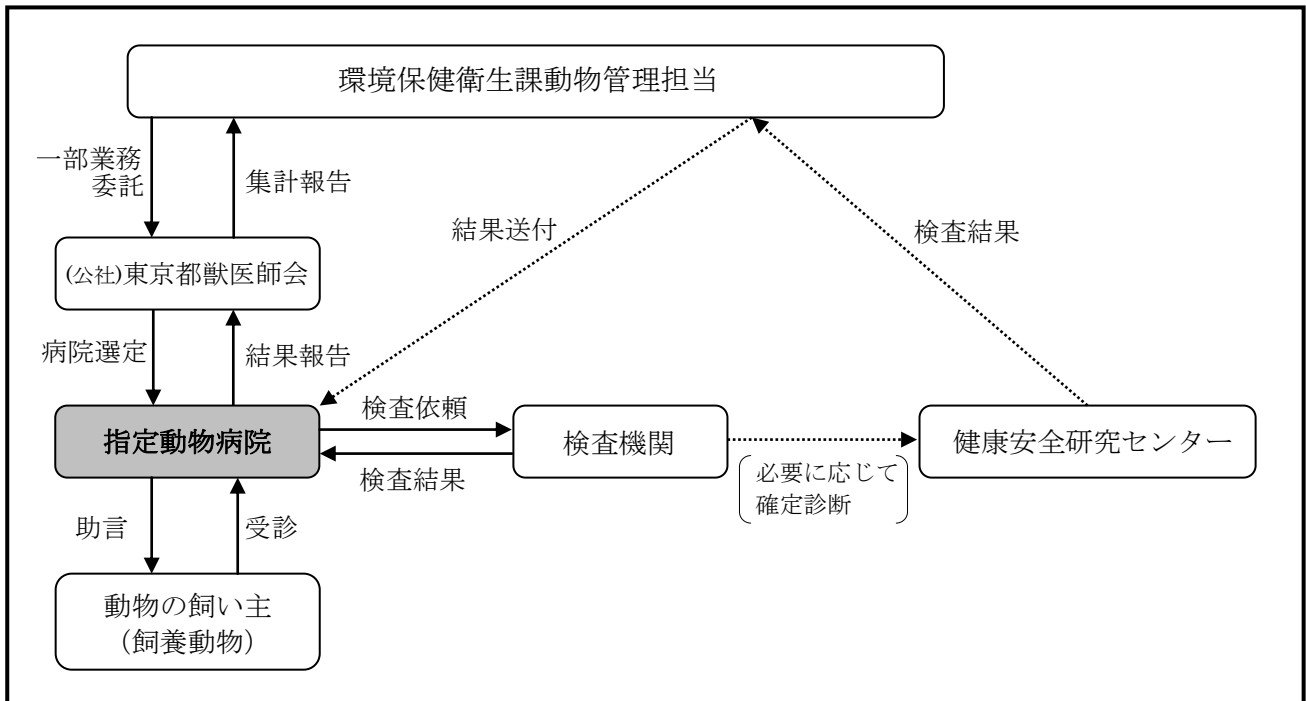 環境保健衛生課動物管理担当
一部業務
委託
集計報告
結果送付
検査結果
(公社)東京都獣医師会
病院選定
結果報告
指定動物病院
検査依頼
検査結果
検査機関
必要に応じて
確定診断
健康安全研究センター
助言
受診
動物の飼い主
（飼養動物）